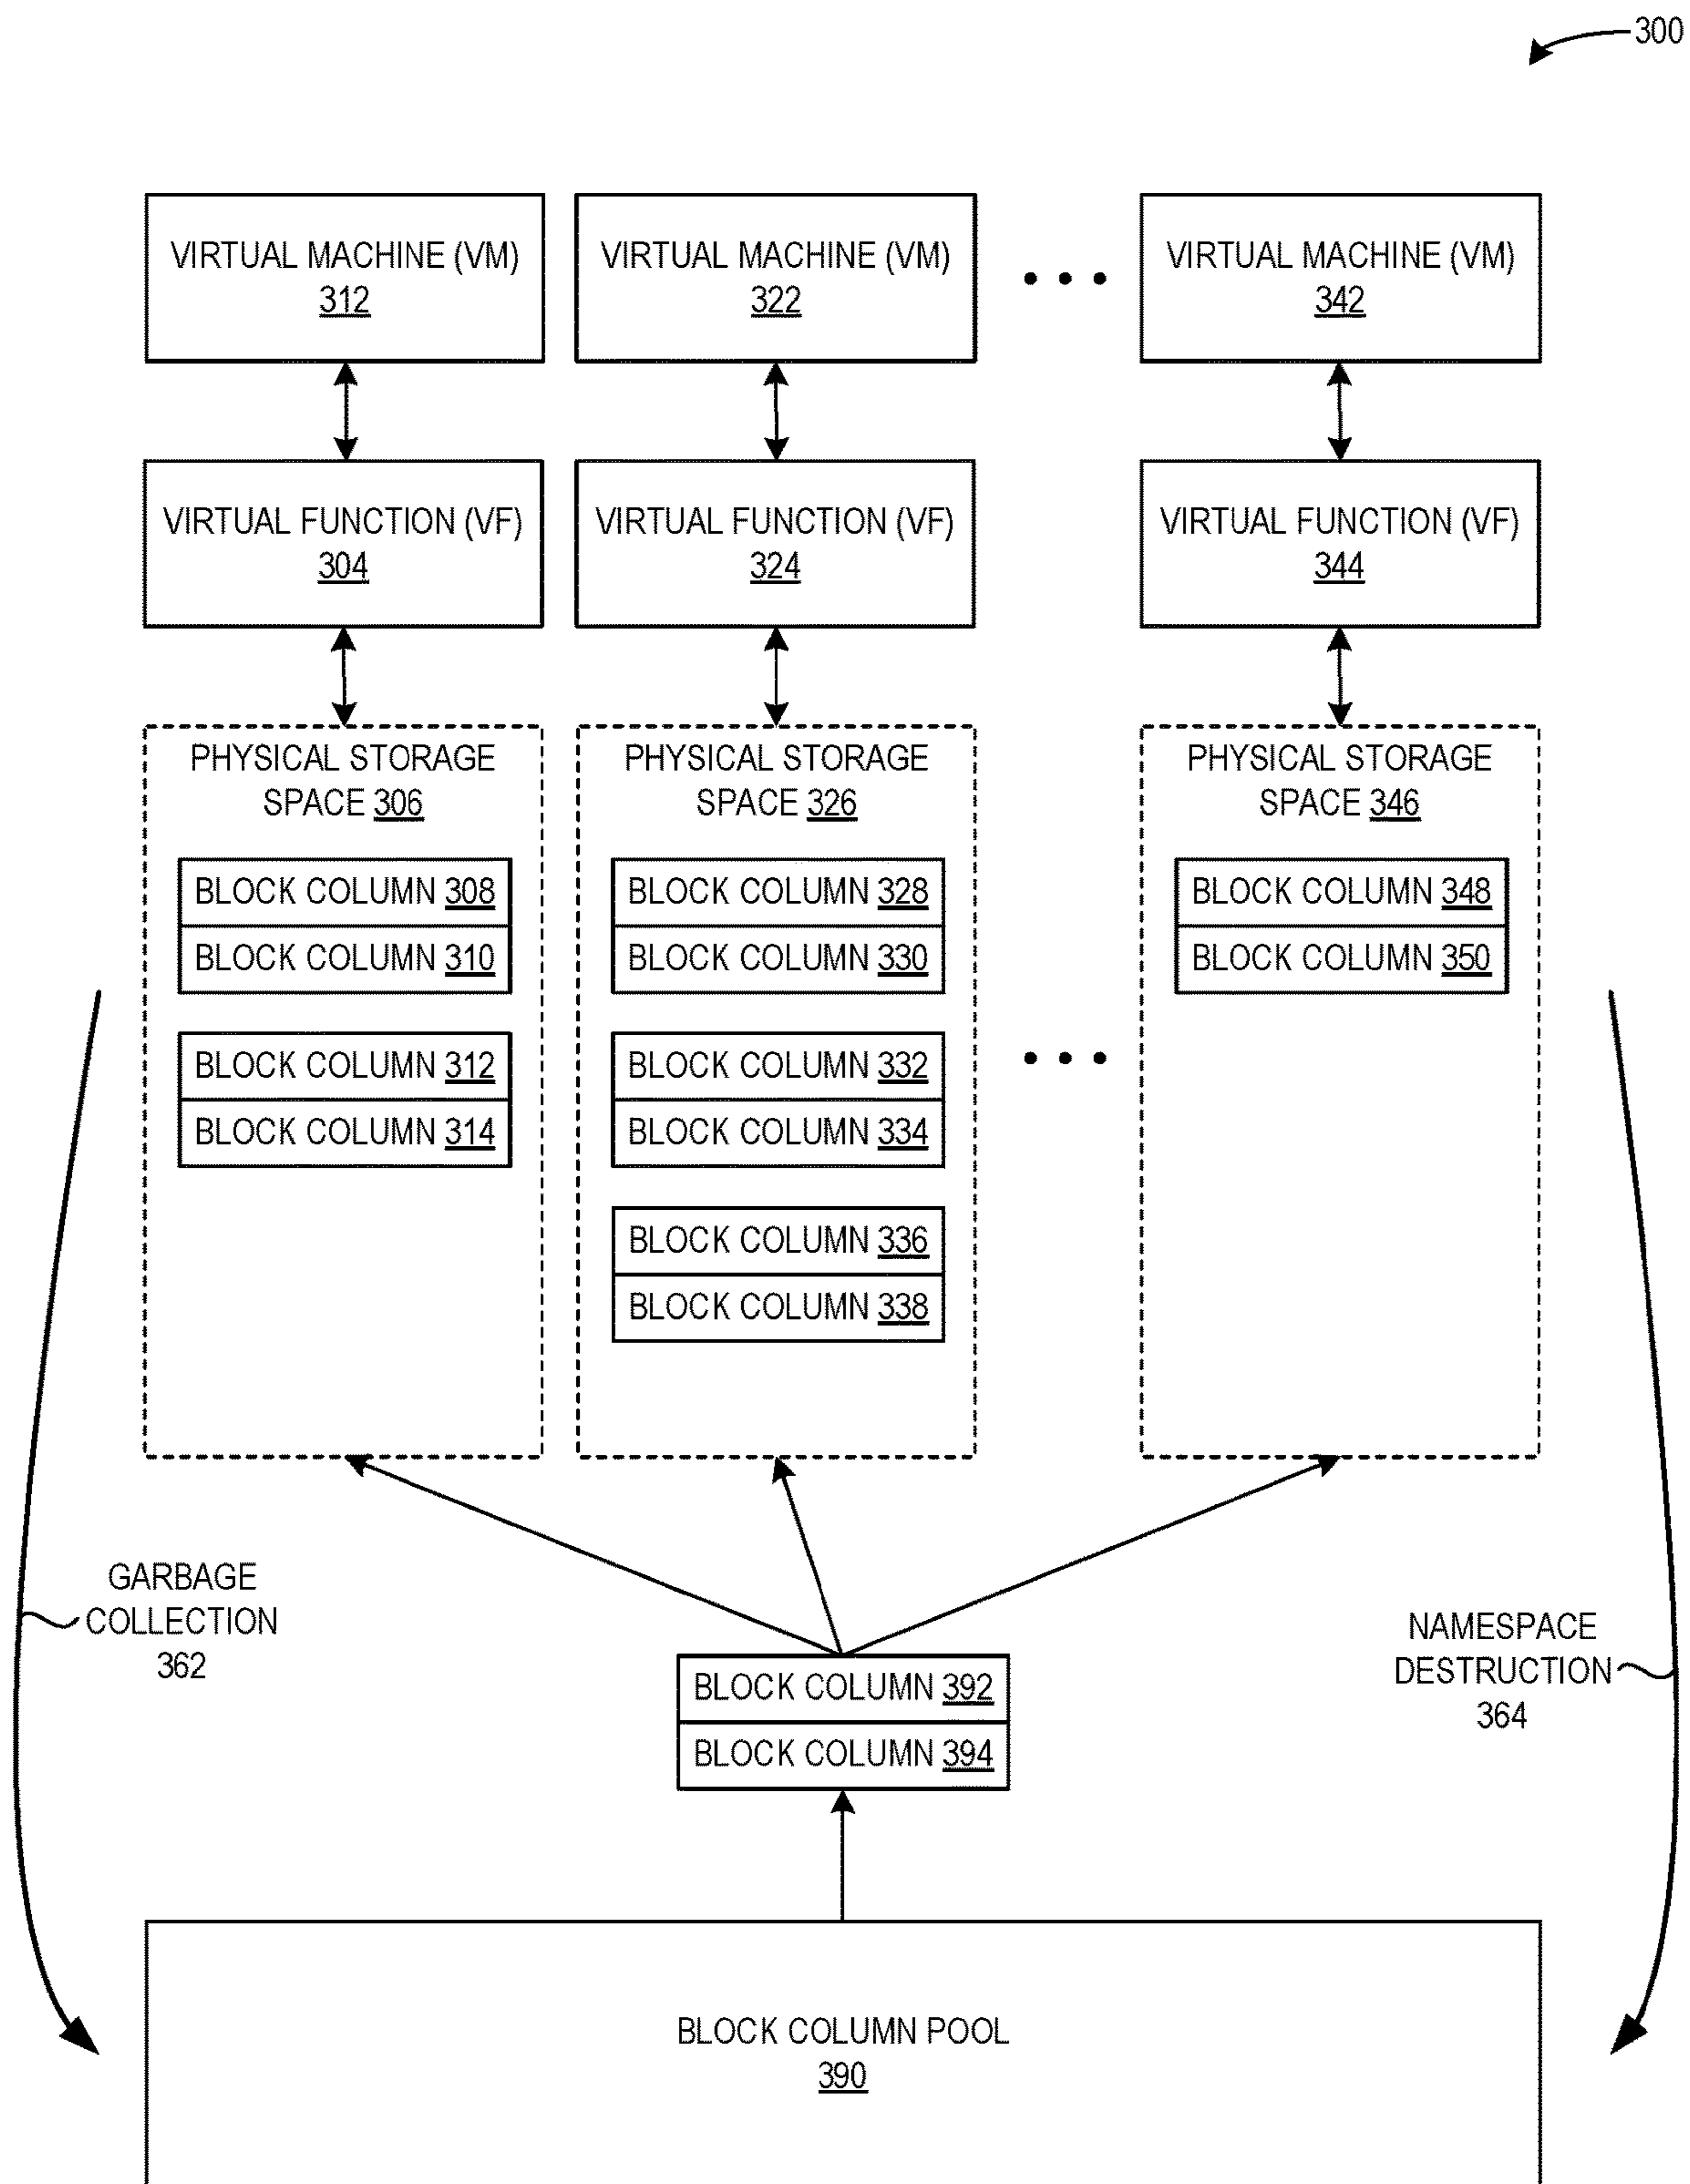 300
VIRTUAL MACHINE (VM)
312
VIRTUAL MACHINE (VM)
322
VIRTUAL MACHINE (VM)
342
VIRTUAL FUNCTION (VF)
304
VIRTUAL FUNCTION (VF)
324
VIRTUAL FUNCTION (VF)
344
PHYSICAL STORAGE
SPACE 306
BLOCK COLUMN 308
BLOCK COLUMN 310
BLOCK COLUMN 312
BLOCK COLUMN 314
PHYSICAL STORAGE
SPACE 326
BLOCK COLUMN 328
BLOCK COLUMN 330
BLOCK COLUMN 332
BLOCK COLUMN 334
BLOCK COLUMN 336
BLOCK COLUMN 338
PHYSICAL STORAGE
SPACE 346
BLOCK COLUMN 348
BLOCK COLUMN 350
GARBAGE
COLLECTION
362
NAMESPACE
DESTRUCTION
364
BLOCK COLUMN 392
BLOCK COLUMN 394
BLOCK COLUMN POOL
390